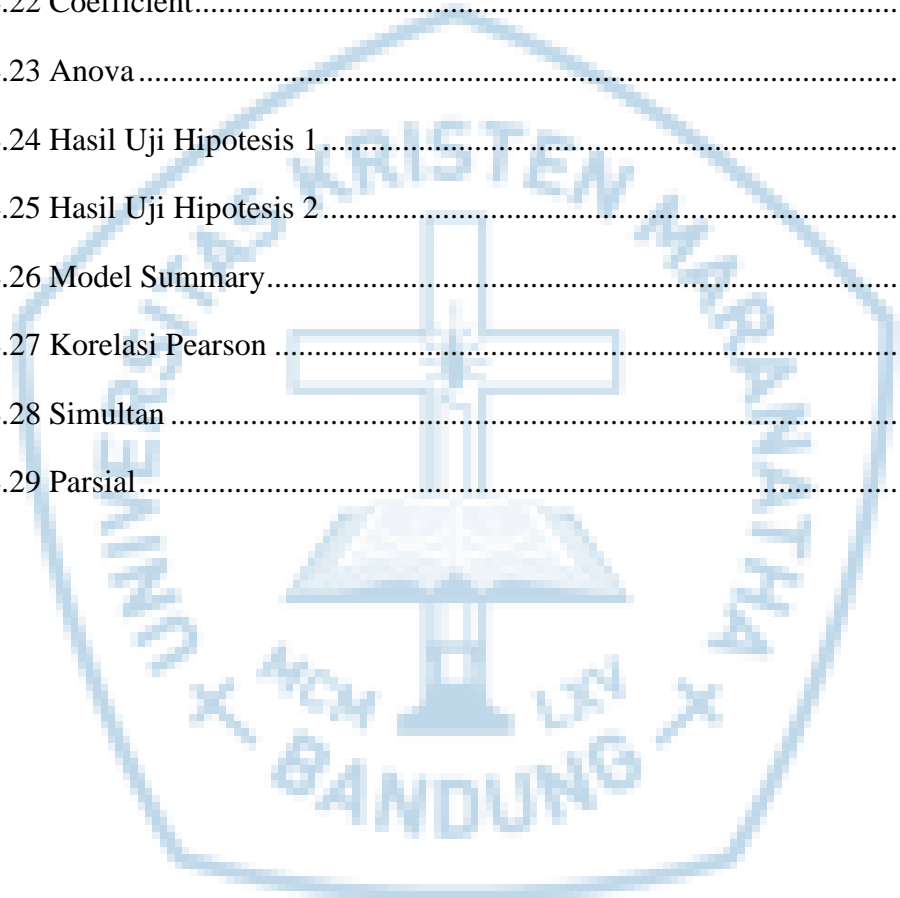 .22 Coefficient................................................................................................
.23 Anova.......................................................................................................
.24 Hasil Uji Hipotesis 1................................................................................
.25 Hasil Uji Hipotesis 2................................................................................
.26 Model Summary.......................................................................................
.27 Korelasi Pearson ......................................................................................
.28 Simultan ...................................................................................................
.29 Parsial.......................................................................................................
UNIVERSITAS KRISTEN MARANATHA
MCM LXV
BANDUNG